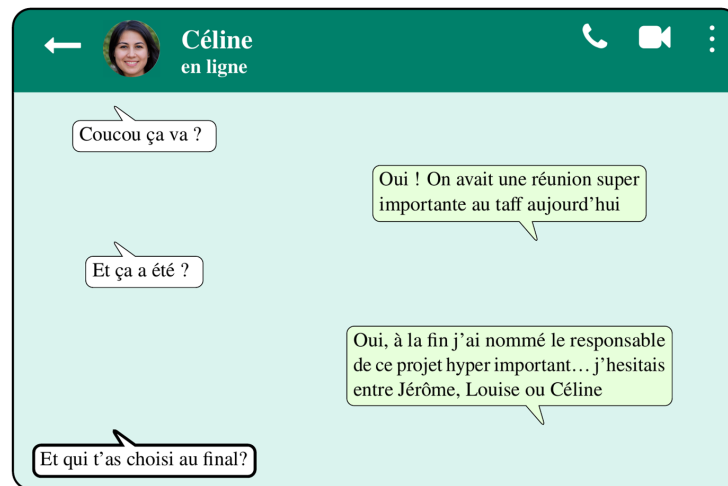 Céline
en ligne
Coucou ça va ?
Oui ! On avait une réunion super
importante au taff aujourd’hui
Et ça a été ?
Oui, à la fin j’ai nommé le responsable
de ce projet hyper important… j’hesitais
entre Jérôme, Louise ou Céline
Et qui t’as choisi au final?